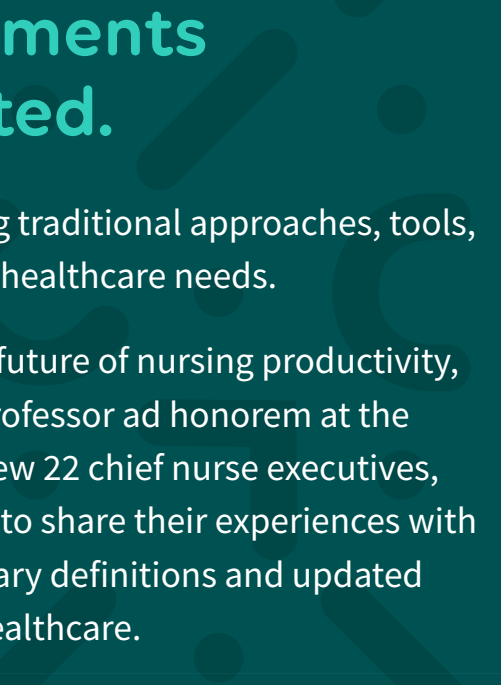 ments
ted.
g traditional approaches, tools,
healthcare needs.
future of nursing productivity,
rofessor ad honorem at the
ew 22 chief nurse executives,
to share their experiences with
ary definitions and updated
ealthcare.